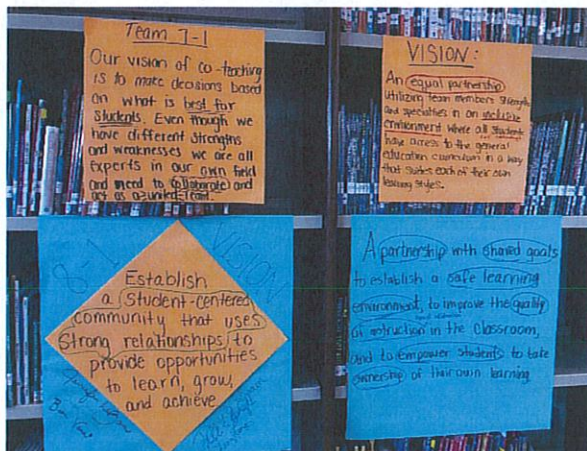 Team 7-1
Our vision of co-teaching
is to make decisions based
on what is best for
students. Even though we
have different strengths
and weaknesses we are all
experts in our own field
and need to collaborate and
act as a united team.
VISION:
An equal partnership
utilizing team members strengths
and specialties in an inclusive
environment where all students
have access to the general
education curriculum in a way
that suites each of their own
learning styles.
8-1 VISION
Establish
a student-centered
community that uses
strong relationships to
provide opportunities
to learn, grow,
and achieve
A partnership with shared goals
to establish a safe learning
environment, to improve the quality
of instruction in the classroom,
and to empower students to take
ownership of their own learning